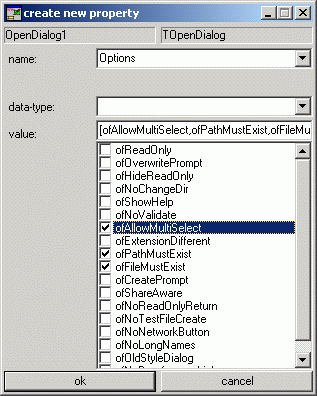 create new property
OpenDialog1 TOpenDialog
name: Options
data-type:
value: [ofAllowMultiSelect,ofPathMustExist,ofFileMu
ofReadOnly
ofOverwritePrompt
ofHideReadOnly
ofNoChangeDir
ofShowHelp
ofNoValidate
ofAllowMultiSelect
ofExtensionDifferent
ofPathMustExist
ofFileMustExist
ofCreatePrompt
ofShareAware
ofNoReadOnlyReturn
ofNoTestFileCreate
ofNoNetworkButton
ofNoLongNames
ofOldStyleDialog
ok cancel